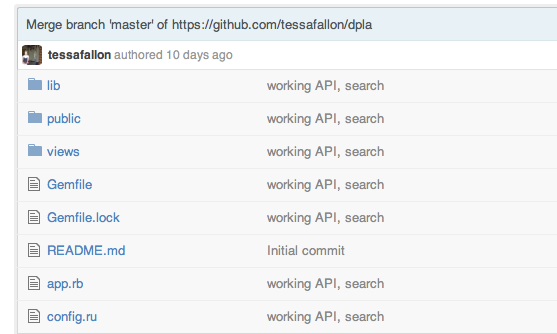 Merge branch 'master' of https://github.com/tessafallon/dpla
tessafallon authored 10 days ago
lib working API, search
public working API, search
views working API, search
Gemfile working API, search
Gemfile.lock working API, search
README.md Initial commit
app.rb working API, search
config.ru working API, search